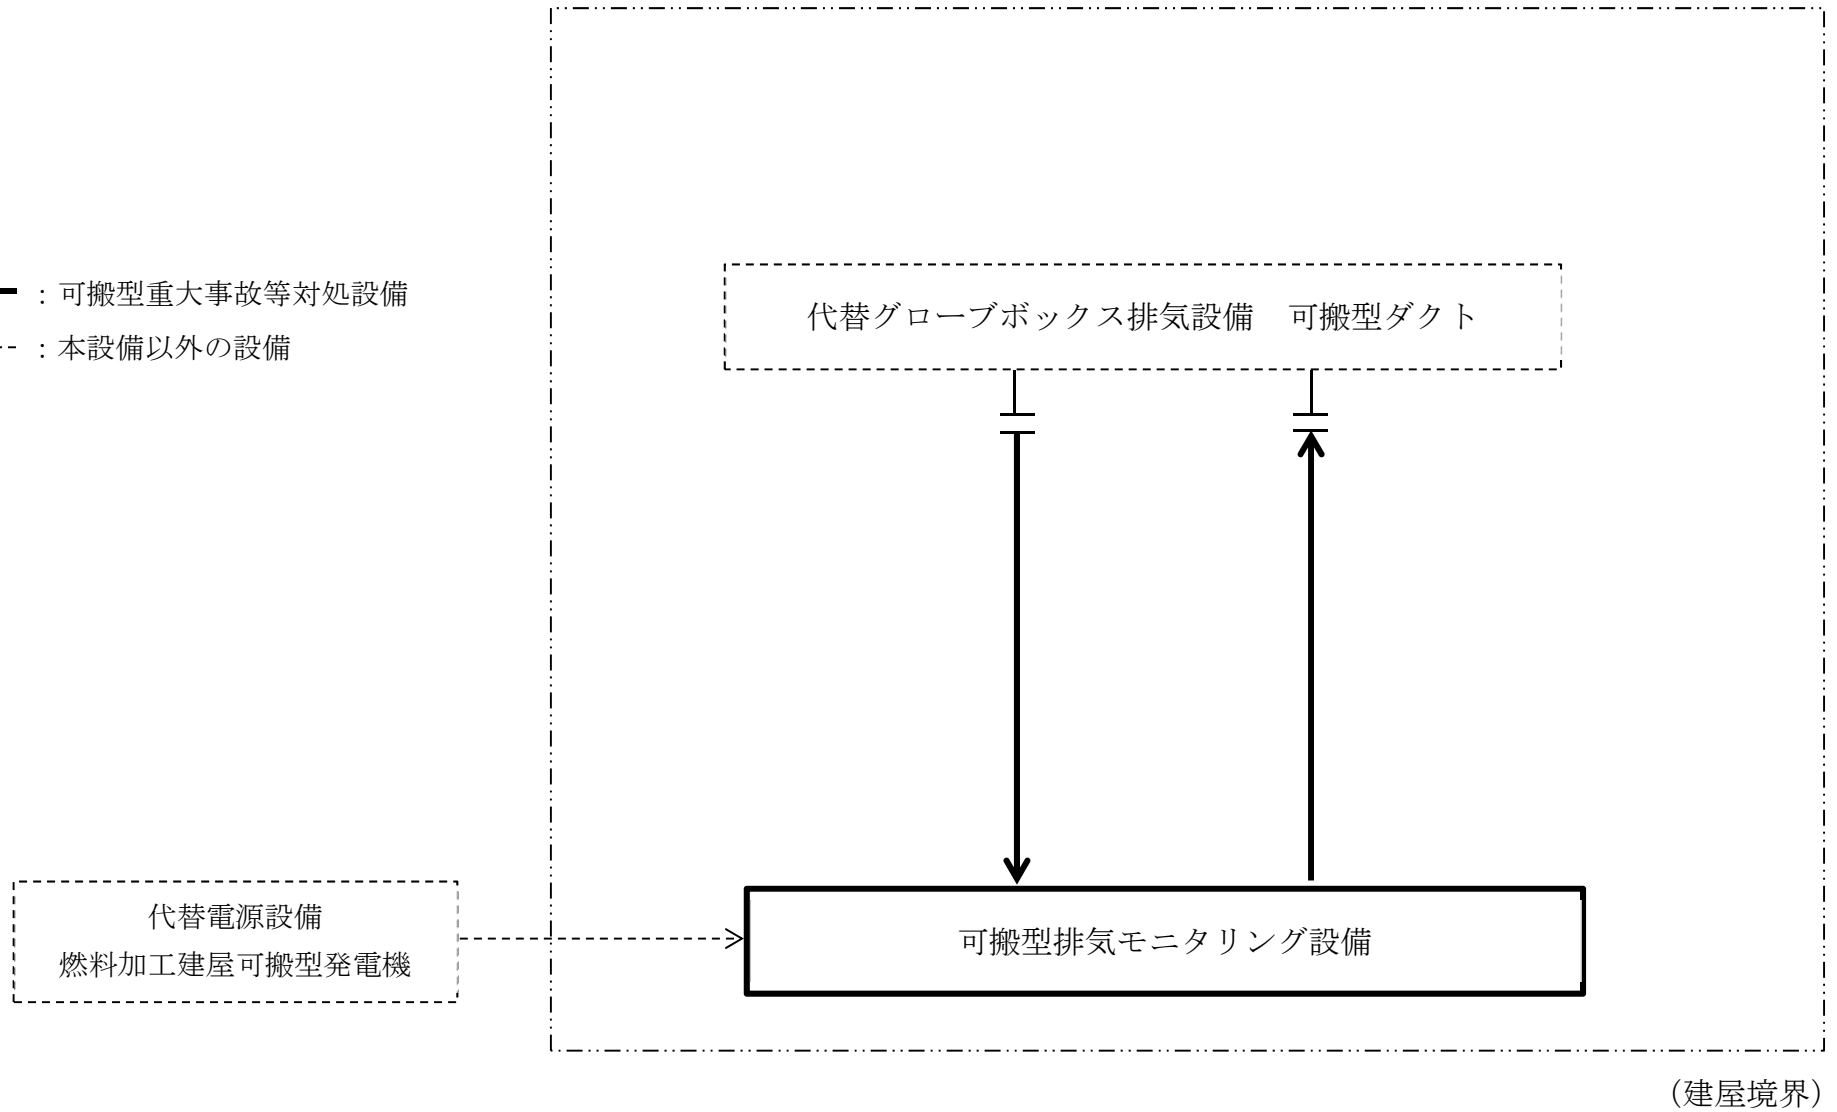 ：可搬型重大事故等対処設備
：本設備以外の設備
代替グローブボックス排気設備　可搬型ダクト
代替電源設備
燃料加工建屋可搬型発電機
可搬型排気モニタリング設備
（建屋境界）